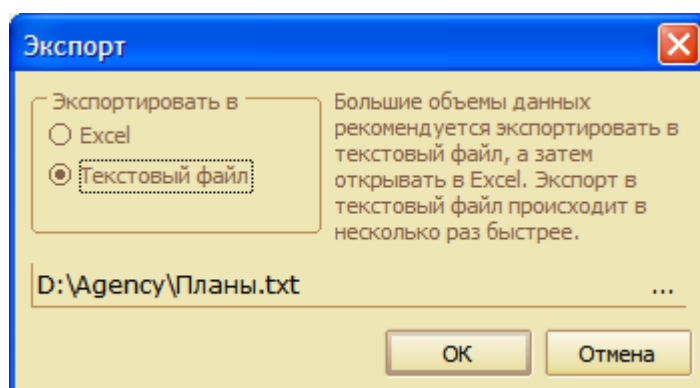 Экспорт
Экспортировать в
Excel
Текстовый файл
Большие объемы данных
рекомендуется экспортировать в
текстовый файл, а затем
открывать в Excel. Экспорт в
текстовый файл происходит в
несколько раз быстрее.
D:\Agency\Планы.txt ...
OK Отмена